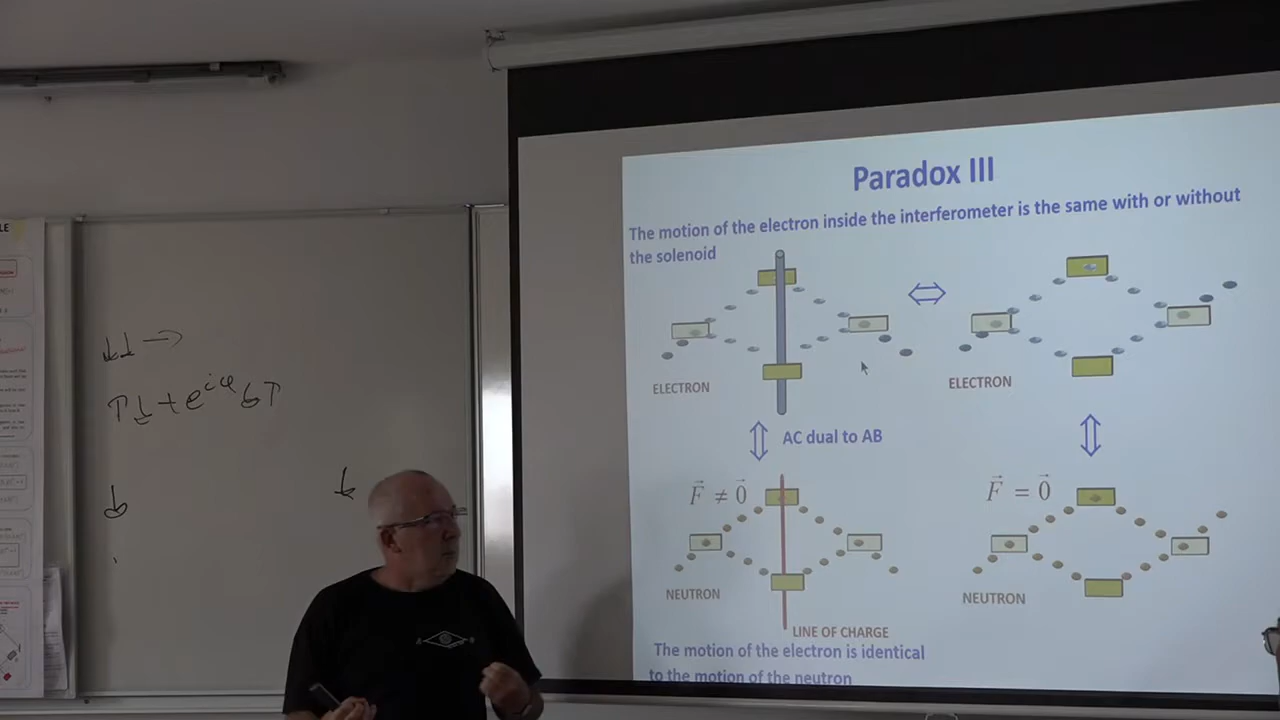 Paradox III
The motion of the electron inside the interferometer is the same with or without
the solenoid
ELECTRON
ELECTRON
AC dual to AB
F⃗ ≠ 0⃗
F⃗ = 0⃗
NEUTRON
NEUTRON
LINE OF CHARGE
The motion of the electron is identical
to the motion of the neutron
↑↓ + e^{iφ} ↓↑